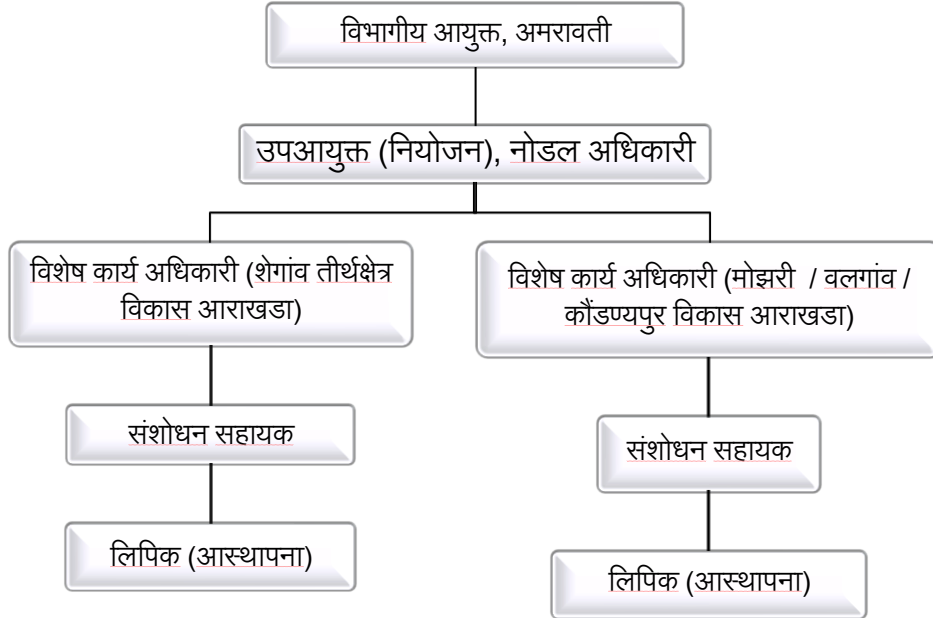 विभागीय आयुक्त, अमरावती
उपआयुक्त (नियोजन), नोडल अधिकारी
विशेष कार्य अधिकारी (शेगांव तीर्थक्षेत्र
विकास आराखडा)
संशोधन सहायक
लिपिक (आस्थापना)
विशेष कार्य अधिकारी (मोझरी / वलगांव /
कौंडण्यपुर विकास आराखडा)
संशोधन सहायक
लिपिक (आस्थापना)